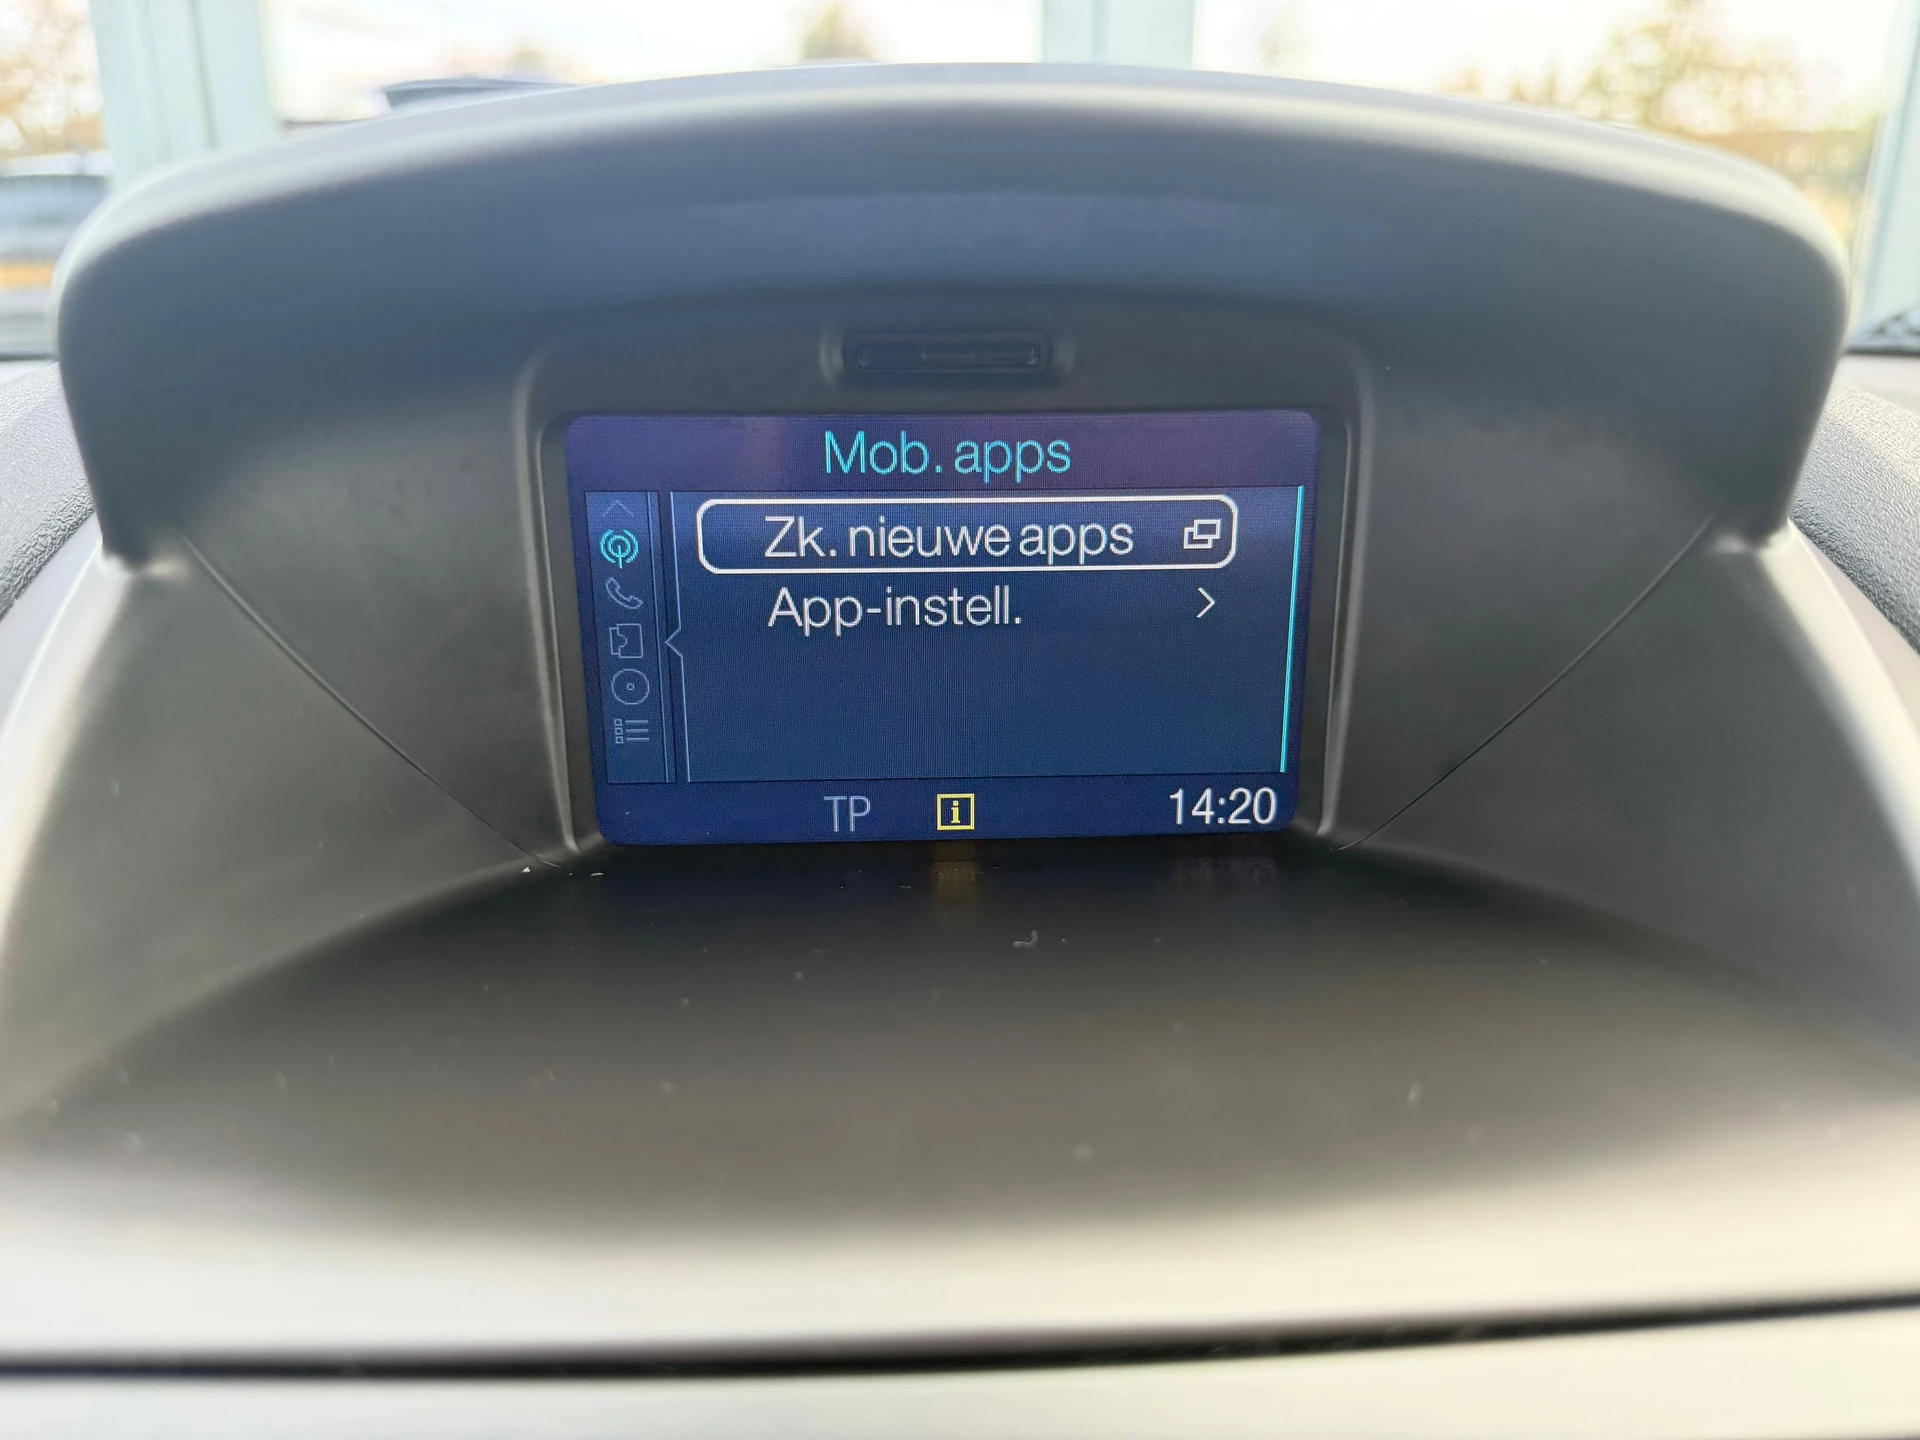 Mob. apps
Zk. nieuwe apps
App-instell.
TP i 14:20